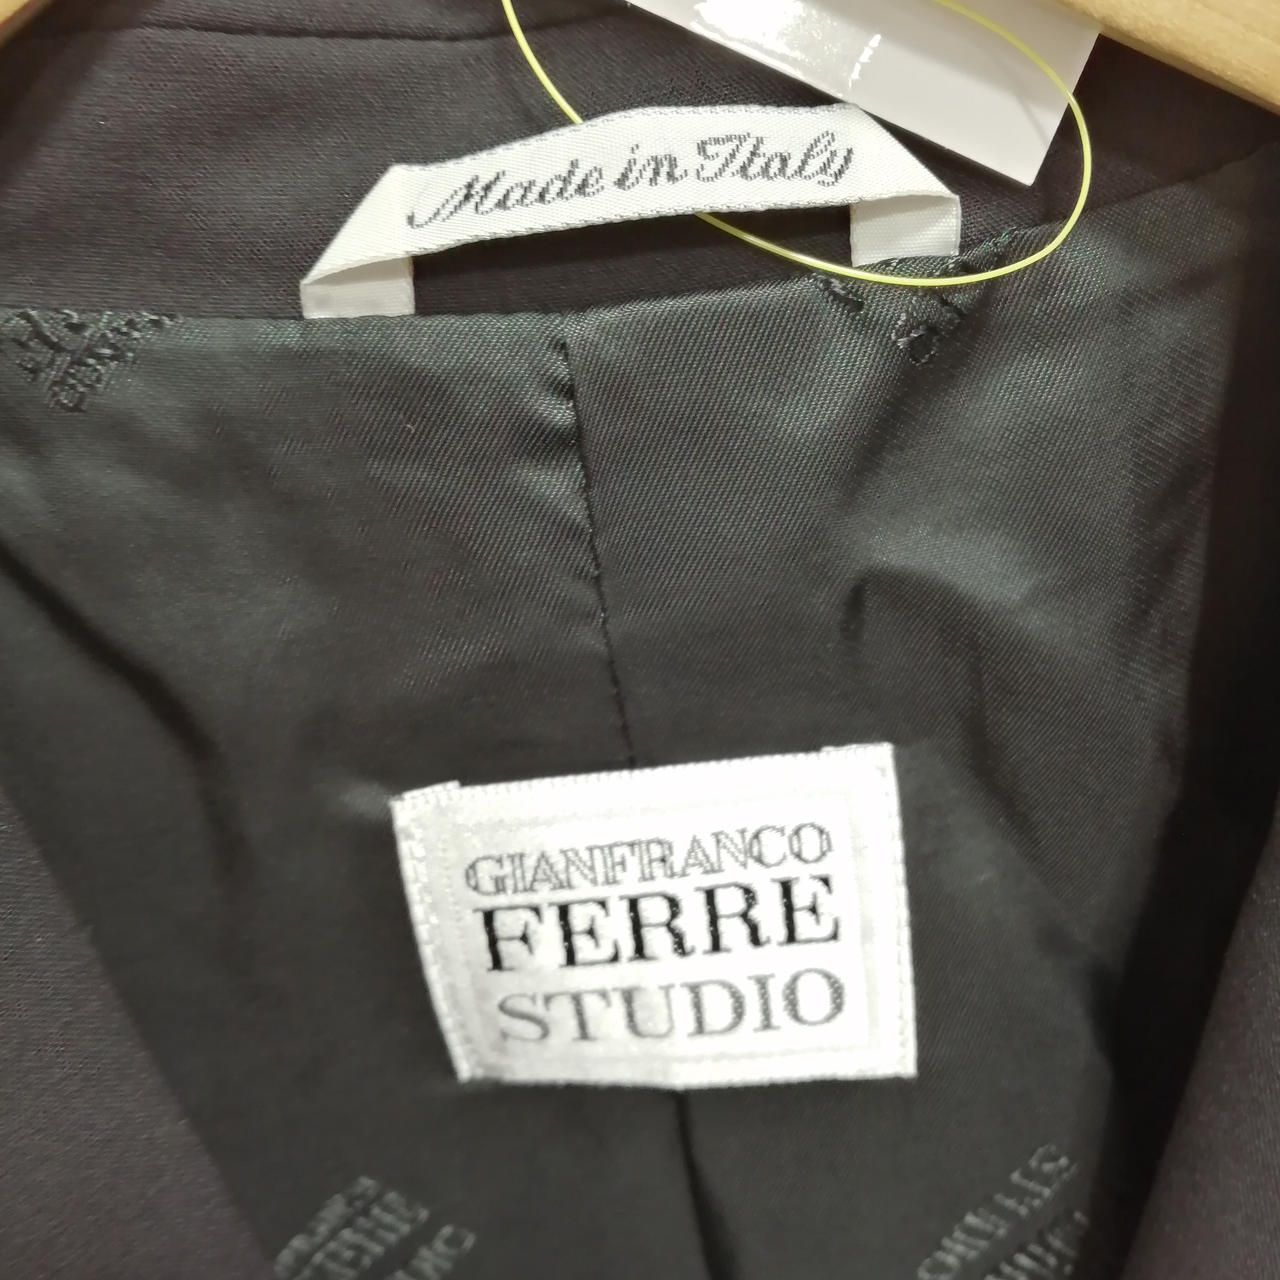 Made in Italy
GIANFRANCO
FERRE
STUDIO